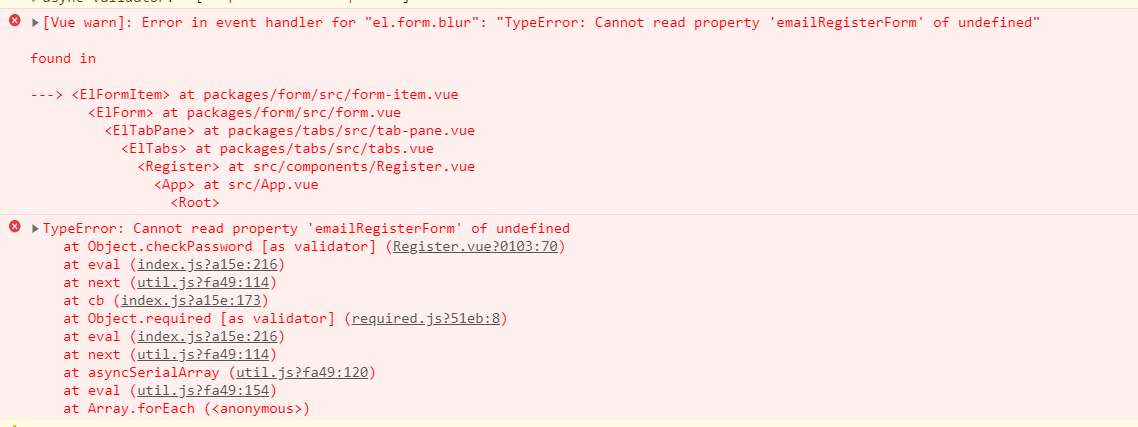 ▶[Vue warn]: Error in event handler for "el.form.blur": "TypeError: Cannot read property 'emailRegisterForm' of undefined"
found in
---> <ElFormItem> at packages/form/src/form-item.vue
<ElForm> at packages/form/src/form.vue
<ElTabPane> at packages/tabs/src/tab-pane.vue
<ElTabs> at packages/tabs/src/tabs.vue
<Register> at src/components/Register.vue
<App> at src/App.vue
<Root>
▶TypeError: Cannot read property 'emailRegisterForm' of undefined
at Object.checkPassword [as validator] (Register.vue?0103:70)
at eval (index.js?a15e:216)
at next (util.js?fa49:114)
at cb (index.js?a15e:173)
at Object.required [as validator] (required.js?51eb:8)
at eval (index.js?a15e:216)
at next (util.js?fa49:114)
at asyncSerialArray (util.js?fa49:120)
at eval (util.js?fa49:154)
at Array.forEach (<anonymous>)